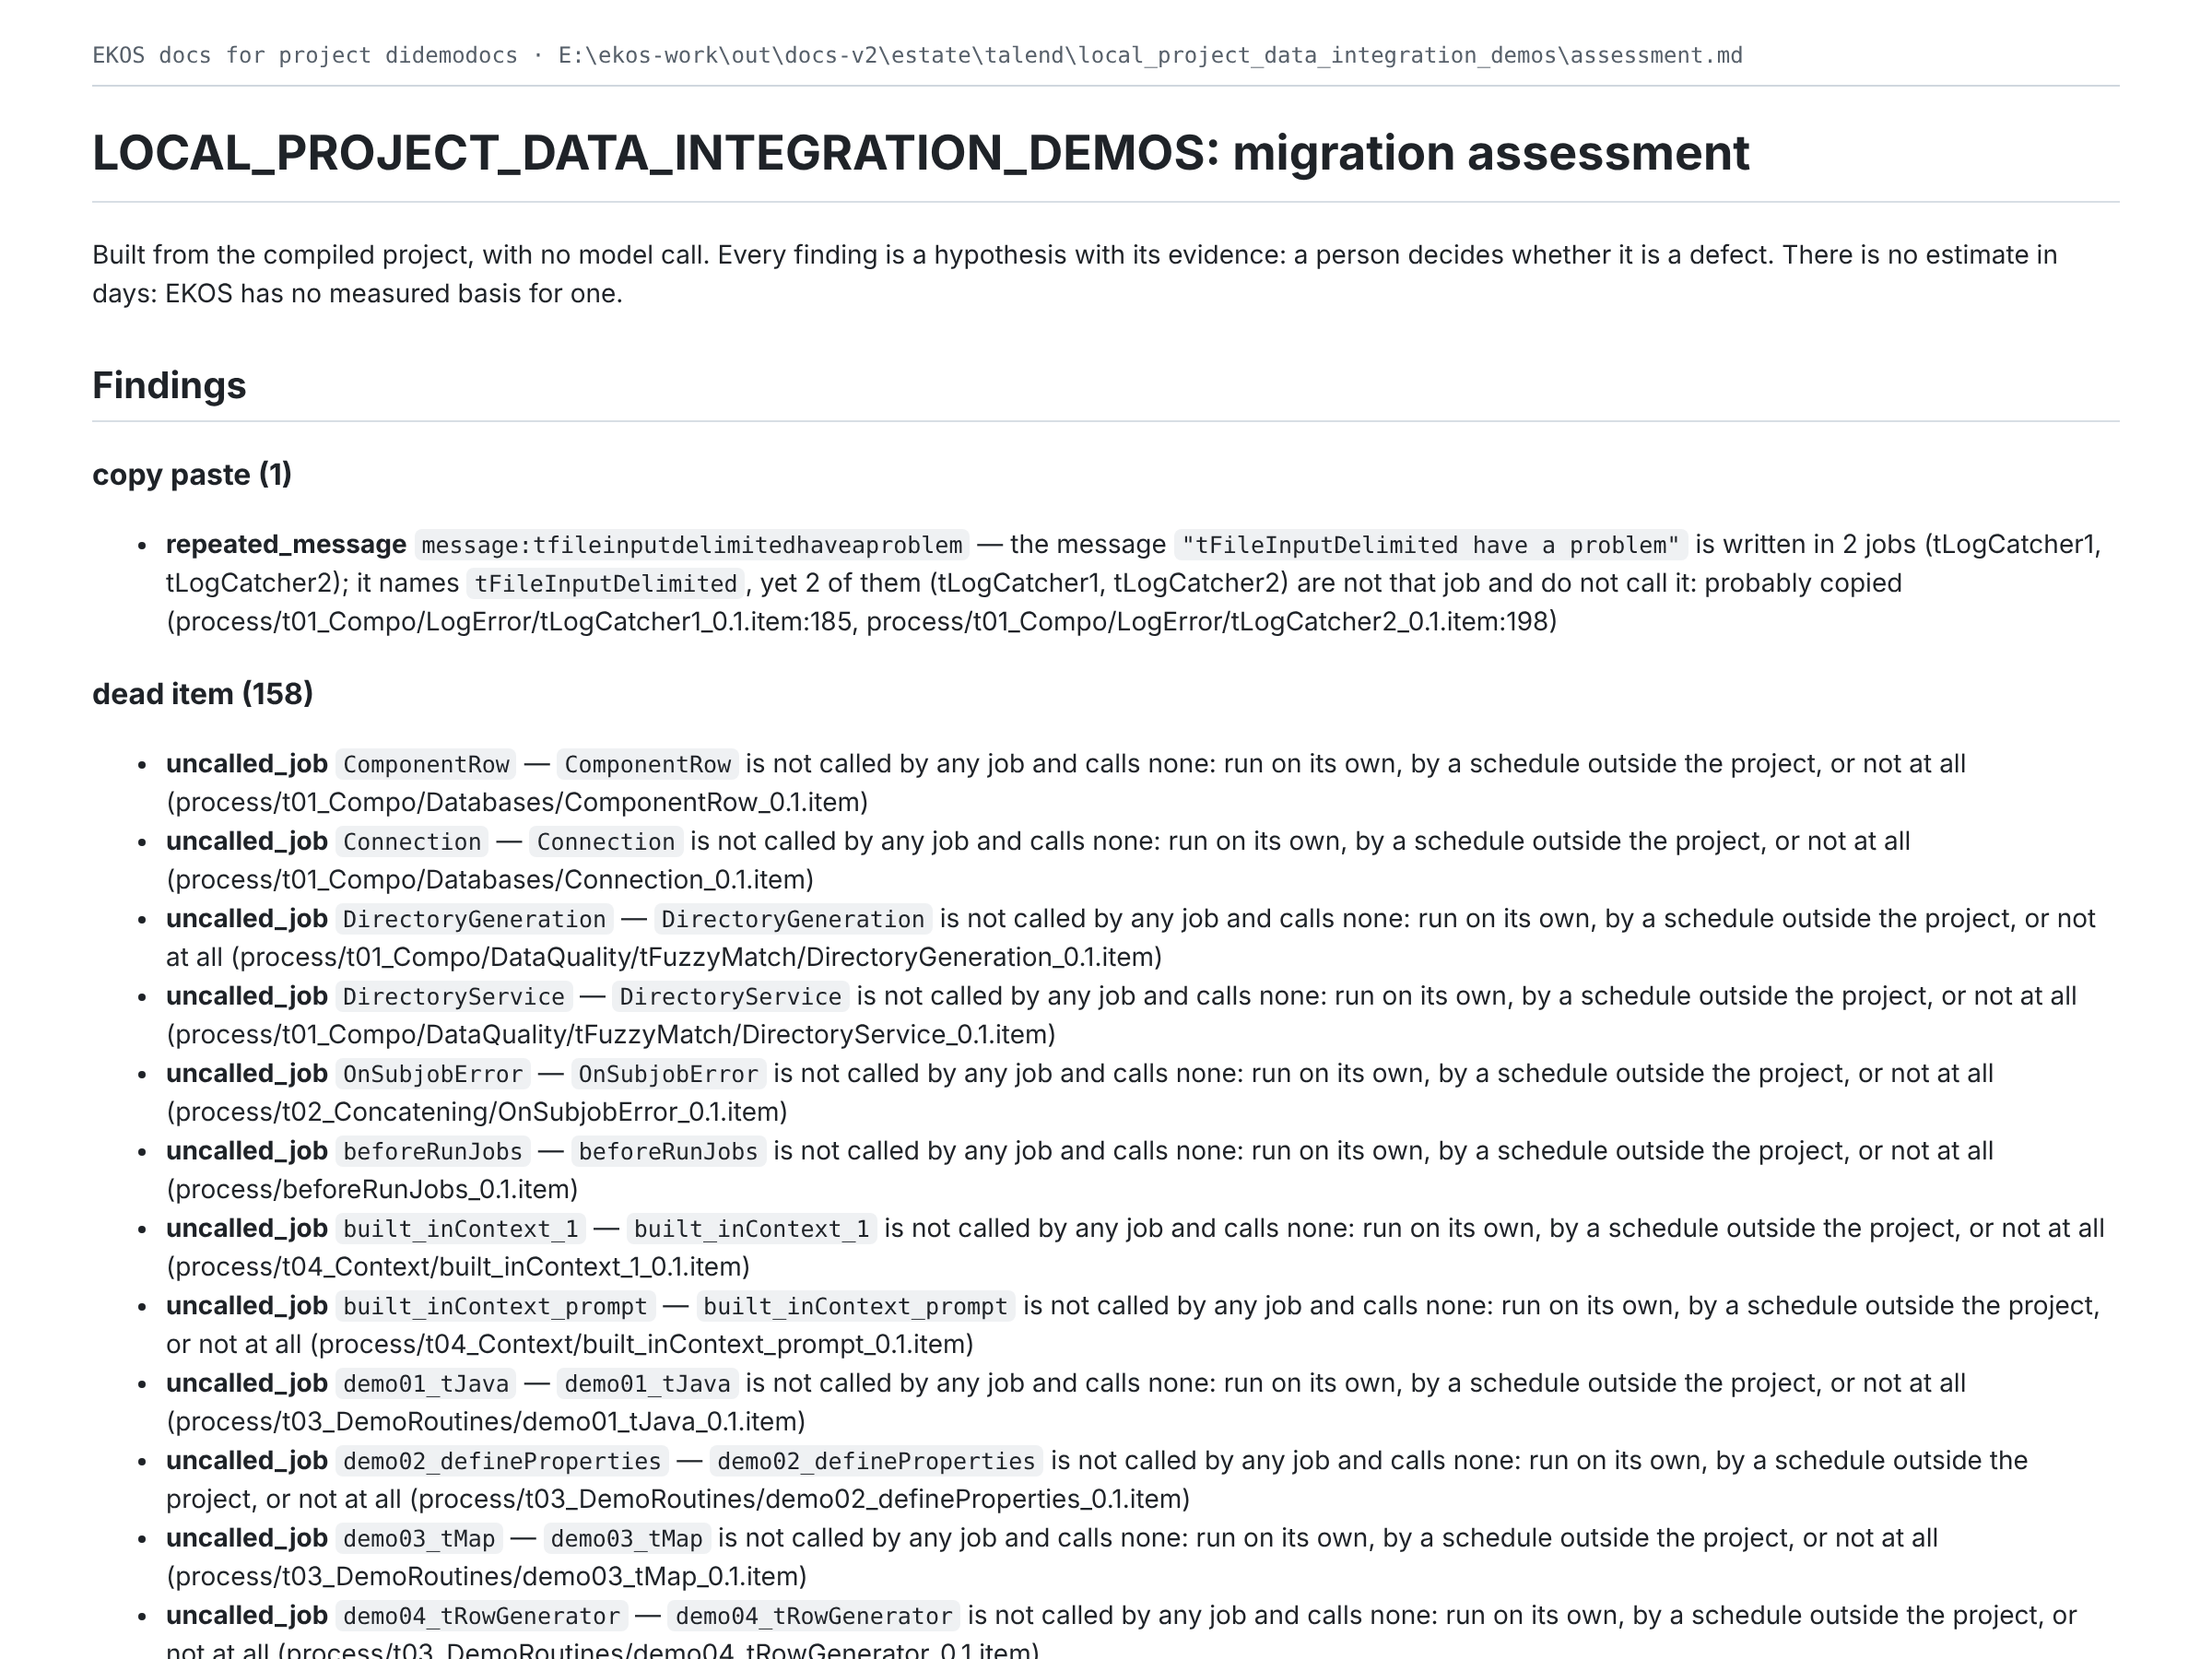 EKOS docs for project didemodocs · E:\ekos-work\out\docs-v2\estate\talend\local_project_data_integration_demos\assessment.md
LOCAL_PROJECT_DATA_INTEGRATION_DEMOS: migration assessment
Built from the compiled project, with no model call. Every finding is a hypothesis with its evidence: a person decides whether it is a defect. There is no estimate in
days: EKOS has no measured basis for one.
Findings
copy paste (1)
• repeated_message message:tfileinputdelimitedhaveaproblem — the message "tFileInputDelimited have a problem" is written in 2 jobs (tLogCatcher1,
tLogCatcher2); it names tFileInputDelimited, yet 2 of them (tLogCatcher1, tLogCatcher2) are not that job and do not call it: probably copied
(process/t01_Compo/LogError/tLogCatcher1_0.1.item:185, process/t01_Compo/LogError/tLogCatcher2_0.1.item:198)
dead item (158)
• uncalled_job ComponentRow — ComponentRow is not called by any job and calls none: run on its own, by a schedule outside the project, or not at all
(process/t01_Compo/Databases/ComponentRow_0.1.item)
• uncalled_job Connection — Connection is not called by any job and calls none: run on its own, by a schedule outside the project, or not at all
(process/t01_Compo/Databases/Connection_0.1.item)
• uncalled_job DirectoryGeneration — DirectoryGeneration is not called by any job and calls none: run on its own, by a schedule outside the project, or not
at all (process/t01_Compo/DataQuality/tFuzzyMatch/DirectoryGeneration_0.1.item)
• uncalled_job DirectoryService — DirectoryService is not called by any job and calls none: run on its own, by a schedule outside the project, or not at all
(process/t01_Compo/DataQuality/tFuzzyMatch/DirectoryService_0.1.item)
• uncalled_job OnSubjobError — OnSubjobError is not called by any job and calls none: run on its own, by a schedule outside the project, or not at all
(process/t02_Concatening/OnSubjobError_0.1.item)
• uncalled_job beforeRunJobs — beforeRunJobs is not called by any job and calls none: run on its own, by a schedule outside the project, or not at all
(process/beforeRunJobs_0.1.item)
• uncalled_job built_inContext_1 — built_inContext_1 is not called by any job and calls none: run on its own, by a schedule outside the project, or not at all
(process/t04_Context/built_inContext_1_0.1.item)
• uncalled_job built_inContext_prompt — built_inContext_prompt is not called by any job and calls none: run on its own, by a schedule outside the project,
or not at all (process/t04_Context/built_inContext_prompt_0.1.item)
• uncalled_job demo01_tJava — demo01_tJava is not called by any job and calls none: run on its own, by a schedule outside the project, or not at all
(process/t03_DemoRoutines/demo01_tJava_0.1.item)
• uncalled_job demo02_defineProperties — demo02_defineProperties is not called by any job and calls none: run on its own, by a schedule outside the
project, or not at all (process/t03_DemoRoutines/demo02_defineProperties_0.1.item)
• uncalled_job demo03_tMap — demo03_tMap is not called by any job and calls none: run on its own, by a schedule outside the project, or not at all
(process/t03_DemoRoutines/demo03_tMap_0.1.item)
• uncalled_job demo04_tRowGenerator — demo04_tRowGenerator is not called by any job and calls none: run on its own, by a schedule outside the project, or
not at all (process/t03_DemoRoutines/demo04_tRowGenerator_0.1.item)